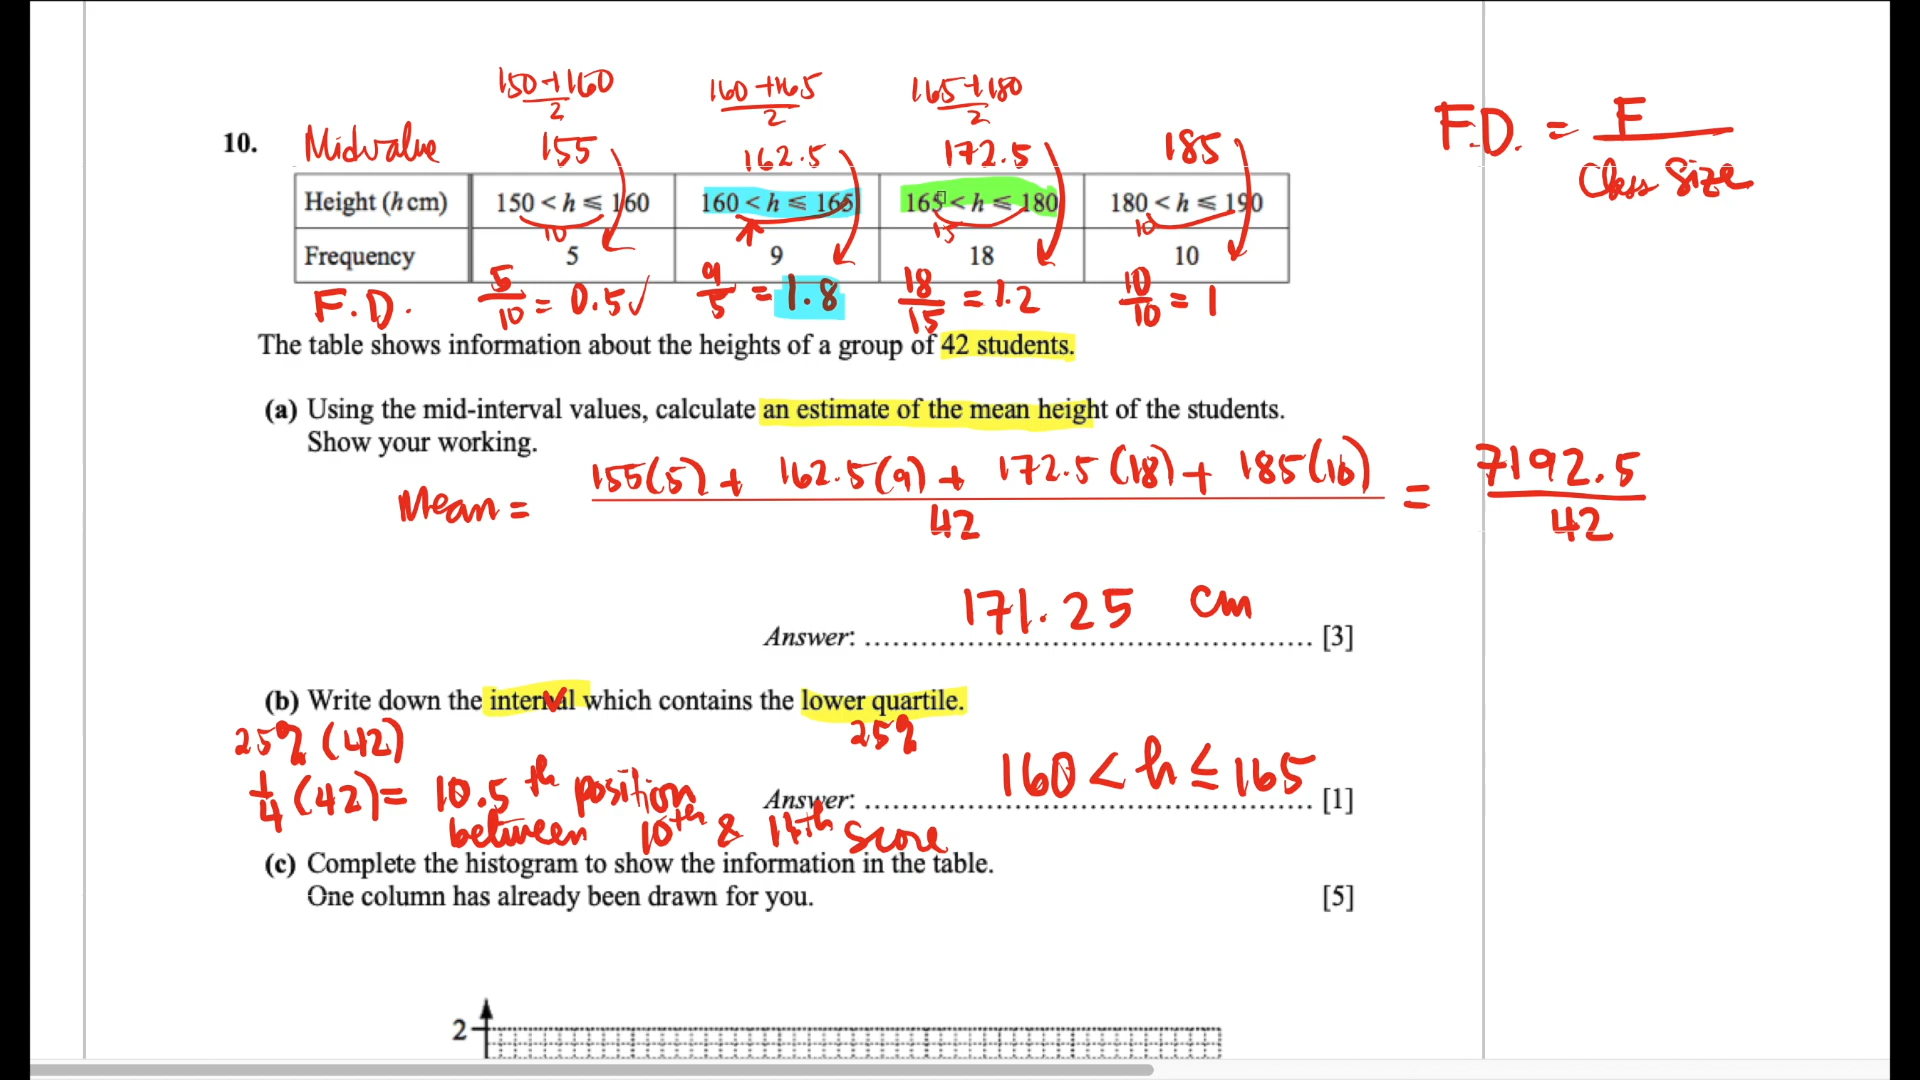 150+160
2
160+165
2
165+180
2
F.D. = F
Class Size
10. Midvalue 155 162.5 172.5 185
Height (h cm) 150 < h ⩽ 160 160 < h ⩽ 165 165 < h ⩽ 180 180 < h ⩽ 190
10 15 10
Frequency 5 9 18 10
F.D. 5/10 = 0.5✓ 9/5 = 1.8 18/15 = 1.2 10/10 = 1
The table shows information about the heights of a group of 42 students.
(a) Using the mid-interval values, calculate an estimate of the mean height of the students.
Show your working.
Mean = 155(5) + 162.5(9) + 172.5(18) + 185(10) = 7192.5
42 42
171.25 cm
Answer: ........................................ [3]
(b) Write down the interval which contains the lower quartile.
25% (42) 25%
160 < h ≤ 165
1/4 (42) = 10.5th position
Answer: ........................................ [1]
between 10th & 11th score
(c) Complete the histogram to show the information in the table.
One column has already been drawn for you. [5]
2